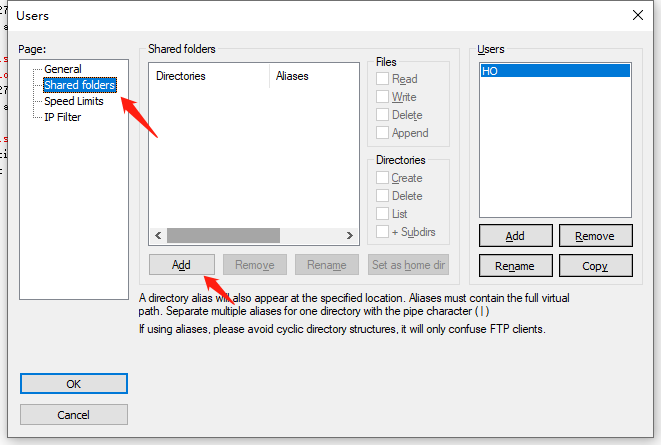 Users
Page:
General
Shared folders
Speed Limits
IP Filter
Shared folders
Directories
Aliases
Files
Read
Write
Delete
Append
Directories
Create
Delete
List
+ Subdirs
Add
Remove
Rename
Set as home dir
Users
HO
Add
Remove
Rename
Copy
A directory alias will also appear at the specified location. Aliases must contain the full virtual
path. Separate multiple aliases for one directory with the pipe character (|)
If using aliases, please avoid cyclic directory structures, it will only confuse FTP clients.
OK
Cancel